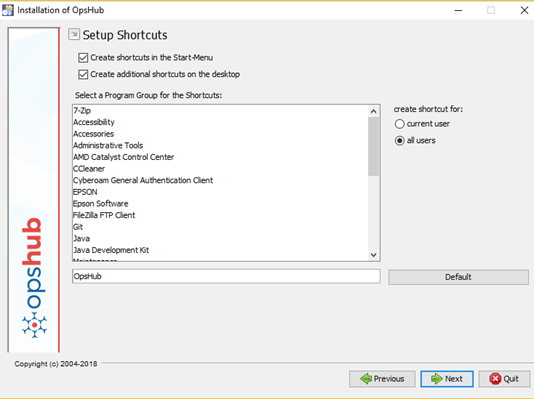 Installation of OpsHub
Setup Shortcuts
Create shortcuts in the Start-Menu
Create additional shortcuts on the desktop
Select a Program Group for the Shortcuts:
7-Zip
Accessibility
Accessories
Administrative Tools
AMD Catalyst Control Center
CCleaner
Cyberoam General Authentication Client
EPSON
Epson Software
FileZilla FTP Client
Git
Java
Java Development Kit
create shortcut for:
current user
all users
OpsHub
Default
opshub
Copyright (c) 2004-2018
Previous
Next
Quit